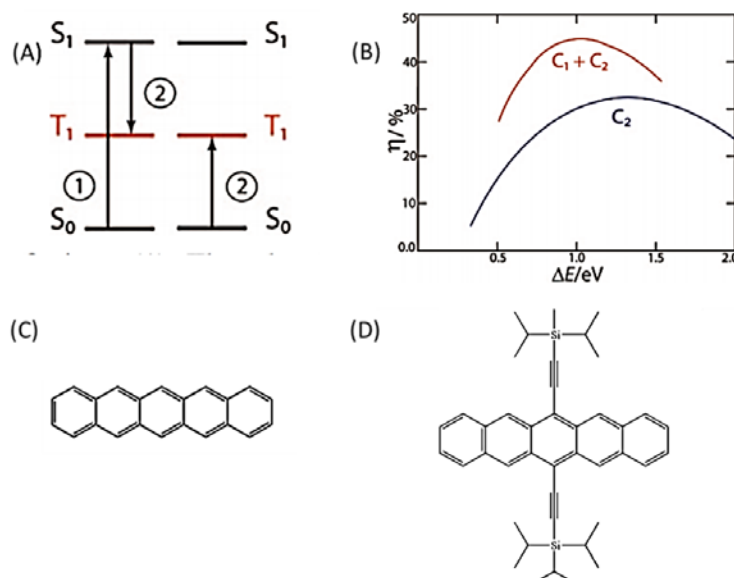 (A)
S₁
S₁
②
T₁
T₁
①
②
S₀
S₀
(B)
50
40
30
20
10
0.0
η/%
C₁ + C₂
C₂
0.5
1.0
1.5
2.0
ΔE/eV
(C)
(D)
Si
Si